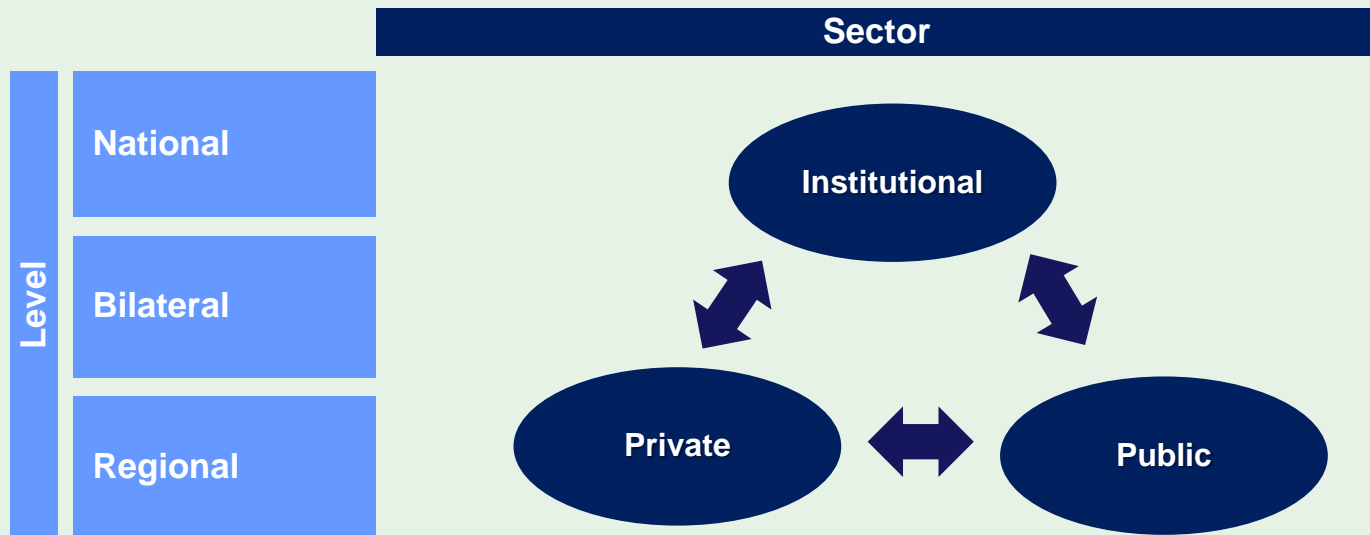 Sector
Level
National
Institutional
Bilateral
Regional
Private
Public